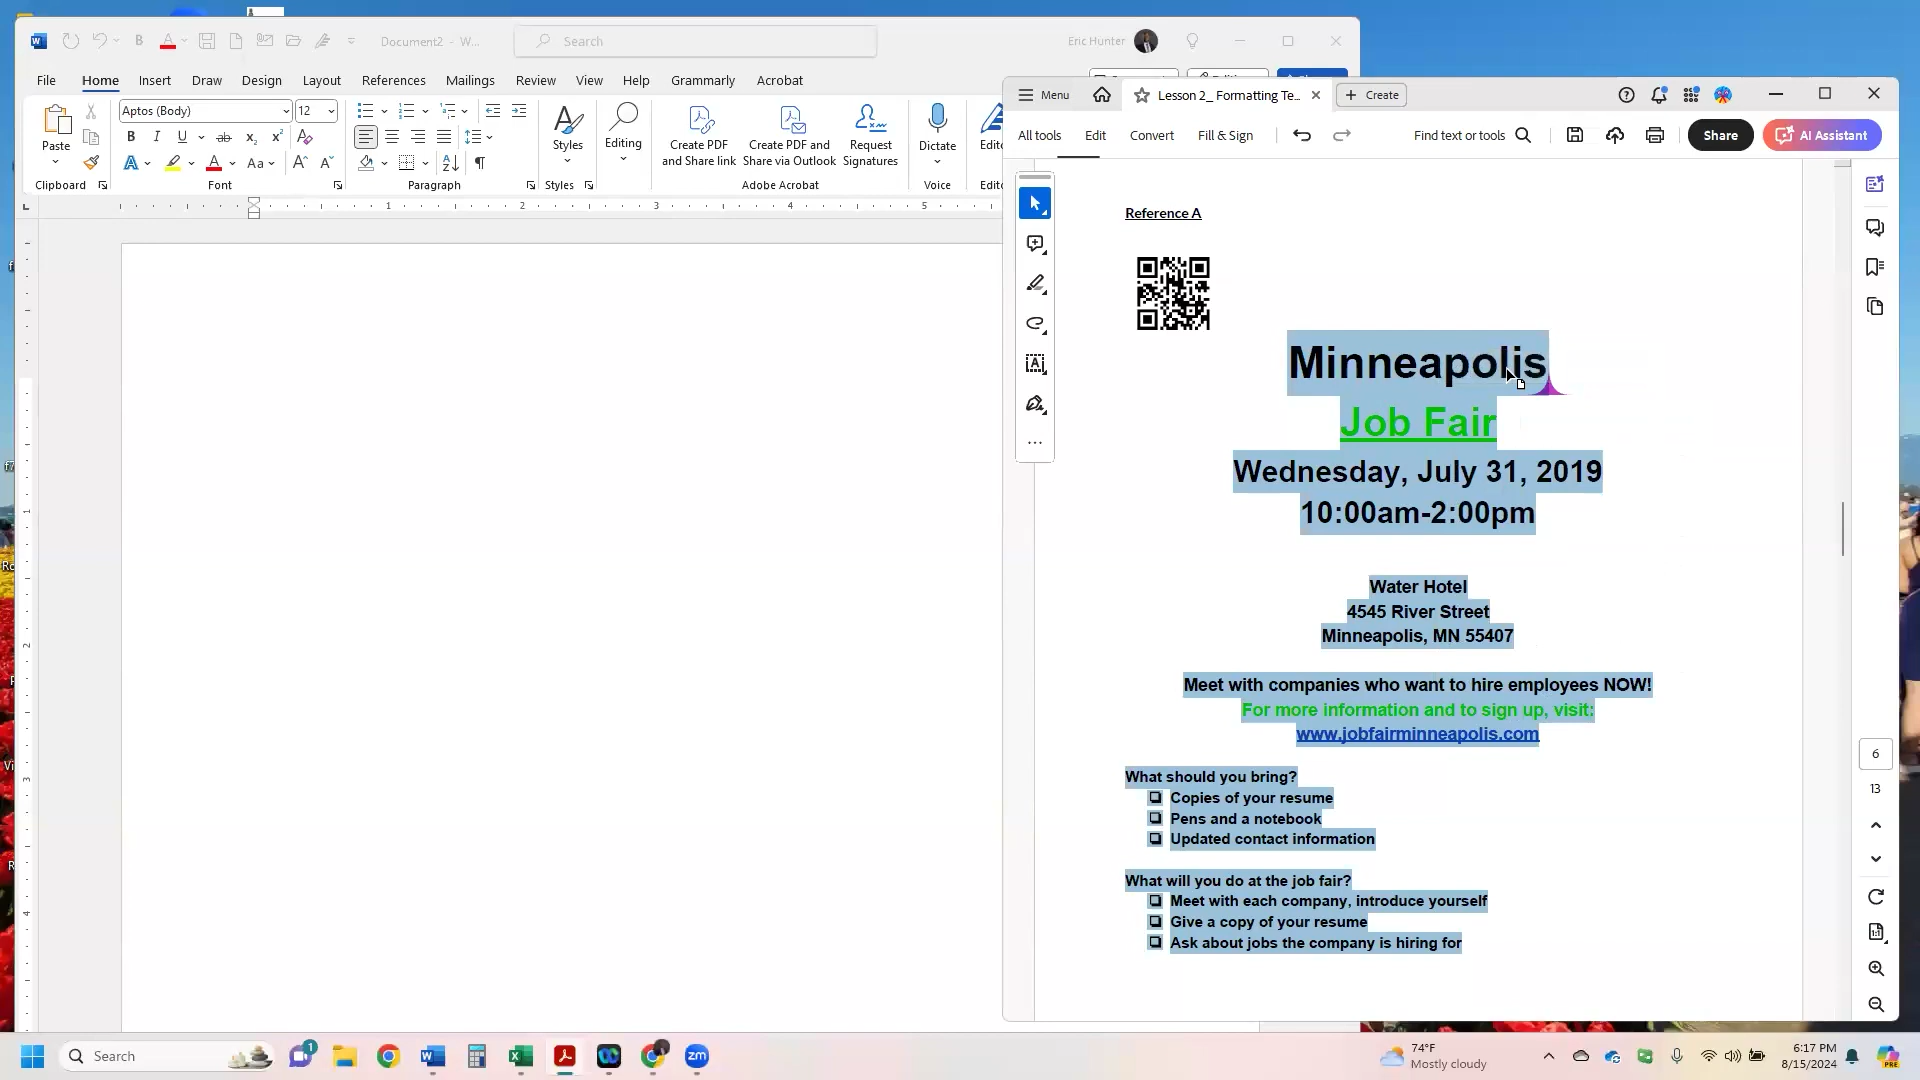 Document2 - W...
Search
Eric Hunter
File Home Insert Draw Design Layout References Mailings Review View Help Grammarly Acrobat
Aptos (Body) 12
Paste
Styles
Editing
Create PDF and Share link
Create PDF and Share via Outlook
Request Signatures
Dictate
Clipboard Font Paragraph Styles Adobe Acrobat Voice
1 2 3 4 5
Menu
Lesson 2_ Formatting Te...
Create
All tools Edit Convert Fill & Sign
Find text or tools
Share
AI Assistant
Reference A
Minneapolis
Job Fair
Wednesday, July 31, 2019
10:00am-2:00pm
Water Hotel
4545 River Street
Minneapolis, MN 55407
Meet with companies who want to hire employees NOW!
For more information and to sign up, visit:
www.jobfairminneapolis.com
What should you bring?
❏ Copies of your resume
❏ Pens and a notebook
❏ Updated contact information
What will you do at the job fair?
❏ Meet with each company, introduce yourself
❏ Give a copy of your resume
❏ Ask about jobs the company is hiring for
6
13
Search
74°F
Mostly cloudy
6:17 PM
8/15/2024